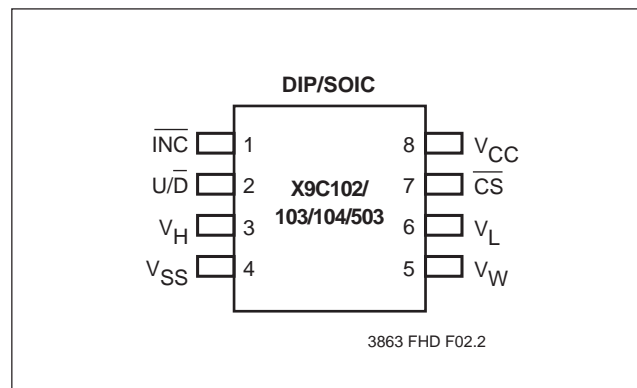 DIP/SOIC
INC 1 8 VCC
U/D 2 X9C102/ 7 CS
103/104/503
VH 3 6 VL
VSS 4 5 VW
3863 FHD F02.2